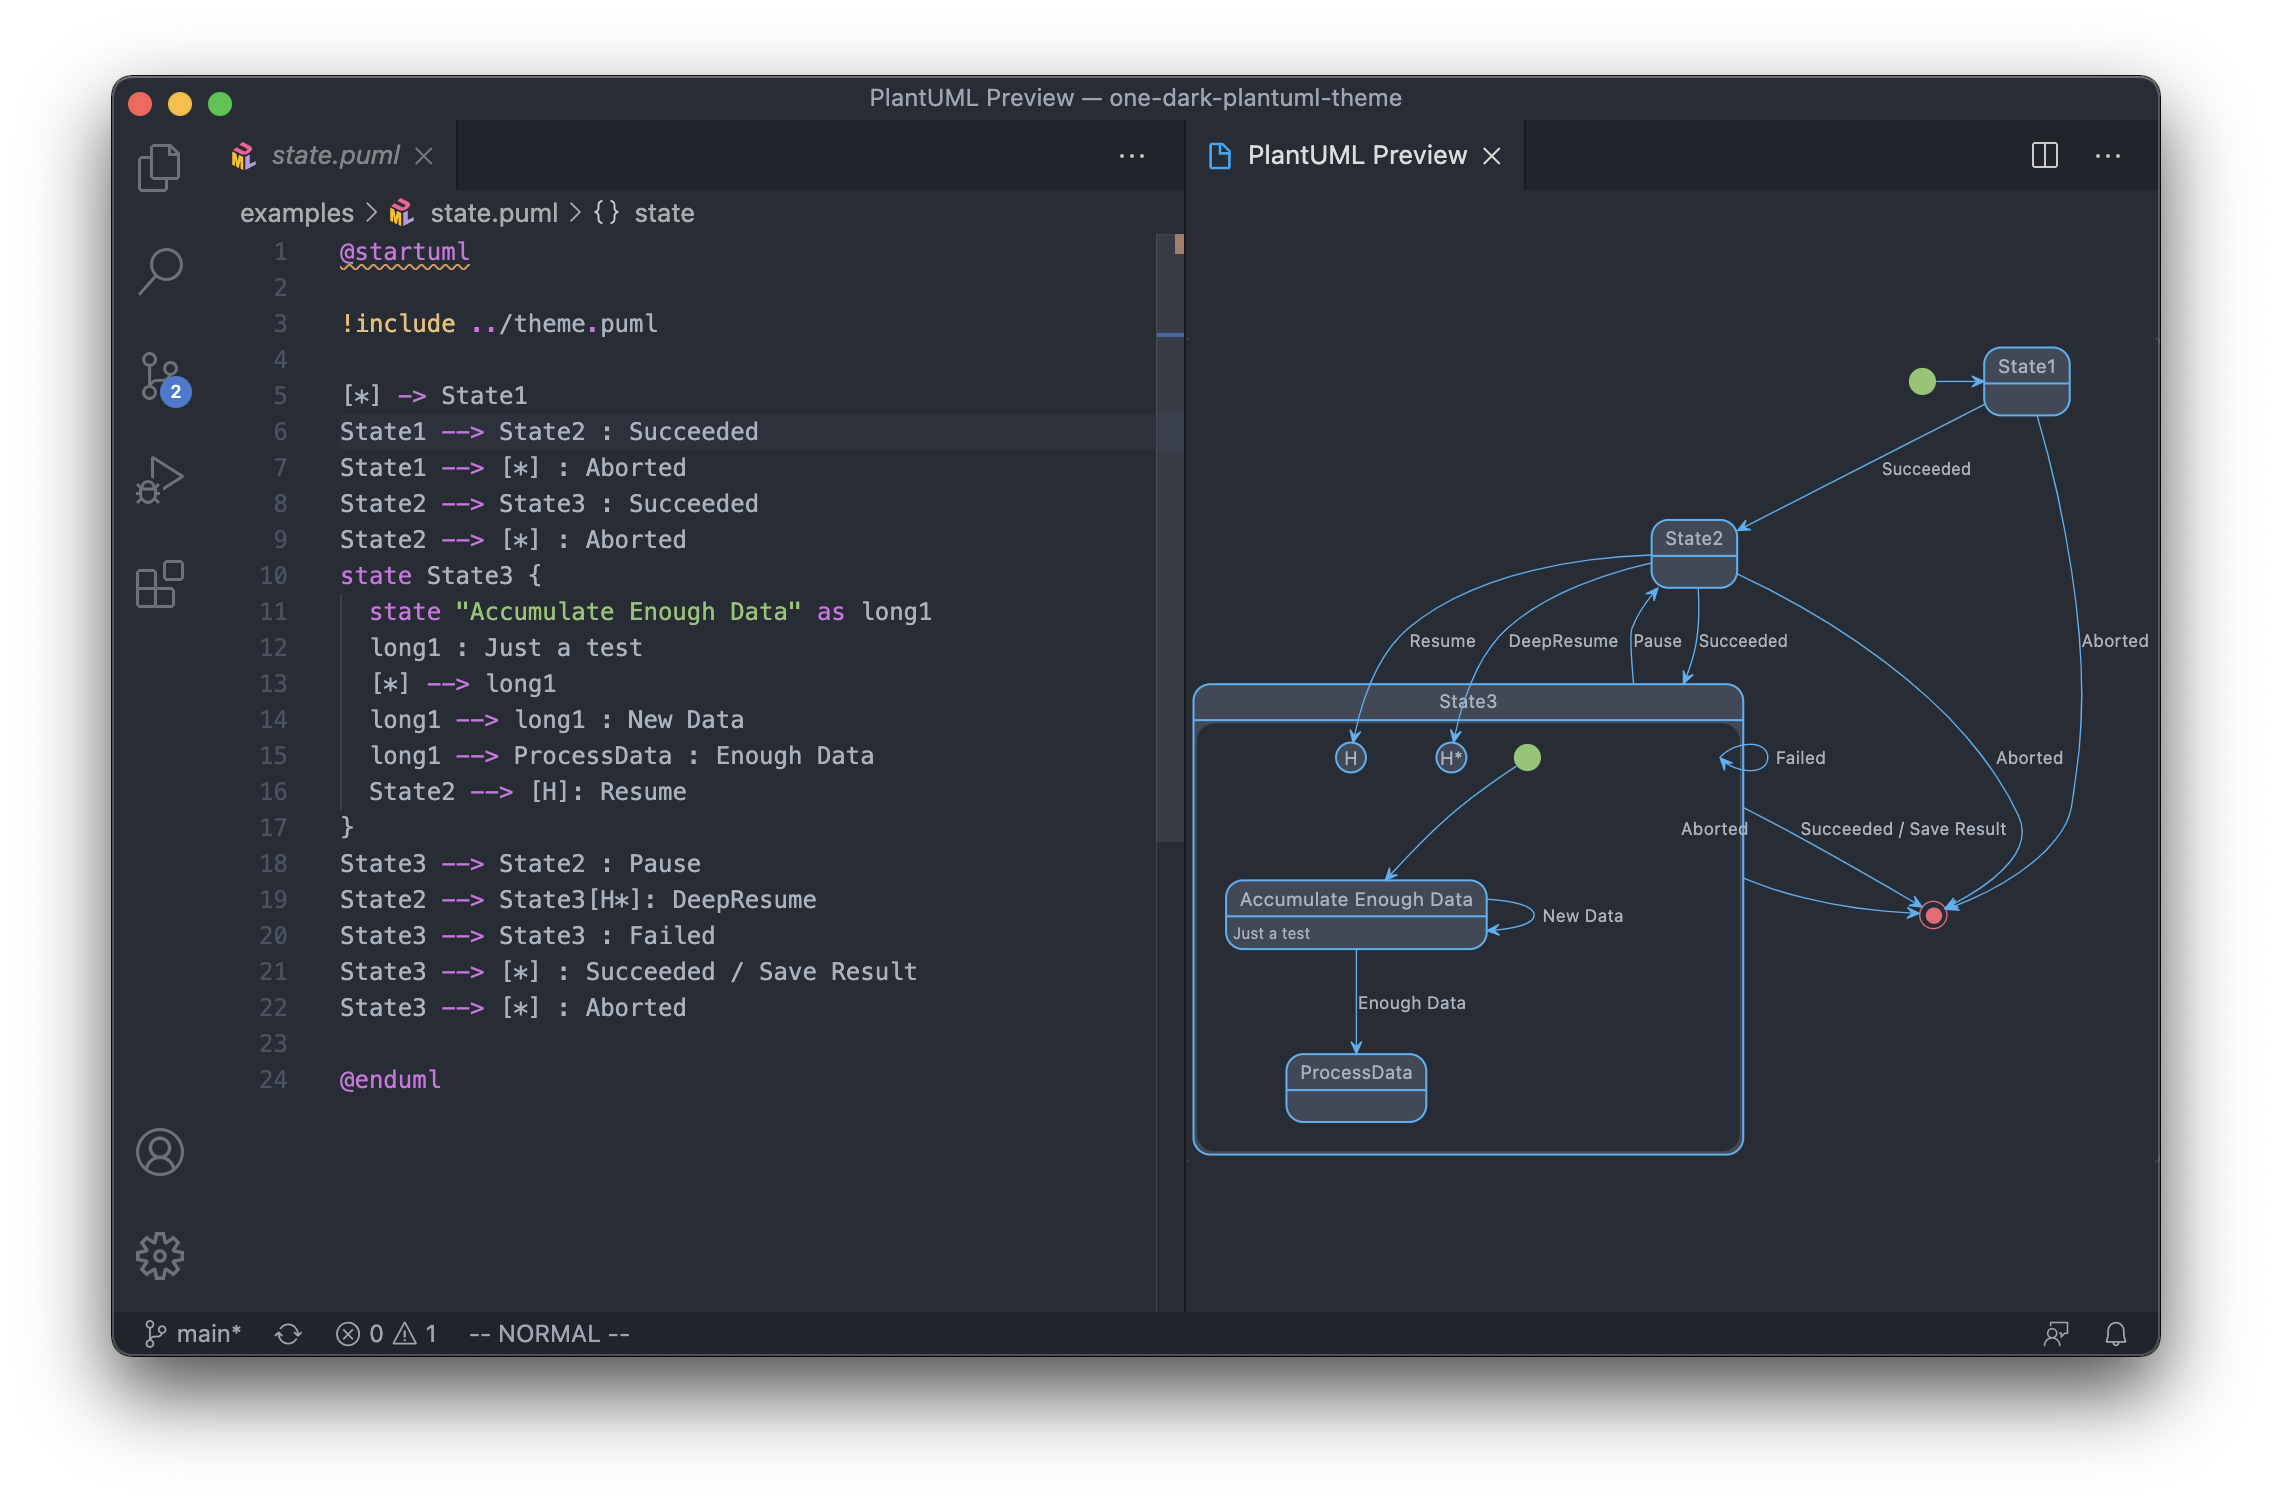 PlantUML Preview — one-dark-plantuml-theme
state.puml
PlantUML Preview
examples > state.puml > {} state
1 @startuml
2
3 !include ../theme.puml
4
5 [*] -> State1
6 State1 --> State2 : Succeeded
7 State1 --> [*] : Aborted
8 State2 --> State3 : Succeeded
9 State2 --> [*] : Aborted
10 state State3 {
11 state "Accumulate Enough Data" as long1
12 long1 : Just a test
13 [*] --> long1
14 long1 --> long1 : New Data
15 long1 --> ProcessData : Enough Data
16 State2 --> [H]: Resume
17 }
18 State3 --> State2 : Pause
19 State2 --> State3[H*]: DeepResume
20 State3 --> State3 : Failed
21 State3 --> [*] : Succeeded / Save Result
22 State3 --> [*] : Aborted
23
24 @enduml
2
State1
Succeeded
State2
Resume
DeepResume
Pause
Succeeded
Aborted
State3
H
H*
Failed
Aborted
Aborted
Succeeded / Save Result
Accumulate Enough Data
Just a test
New Data
Enough Data
ProcessData
main*
0
1
-- NORMAL --